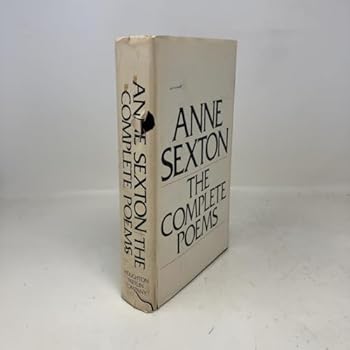 ANNE SEXTON THE
COMPLETE POEMS
HOUGHTON
MIFFLIN
COMPANY
ANNE
SEXTON
THE
COMPLETE
POEMS